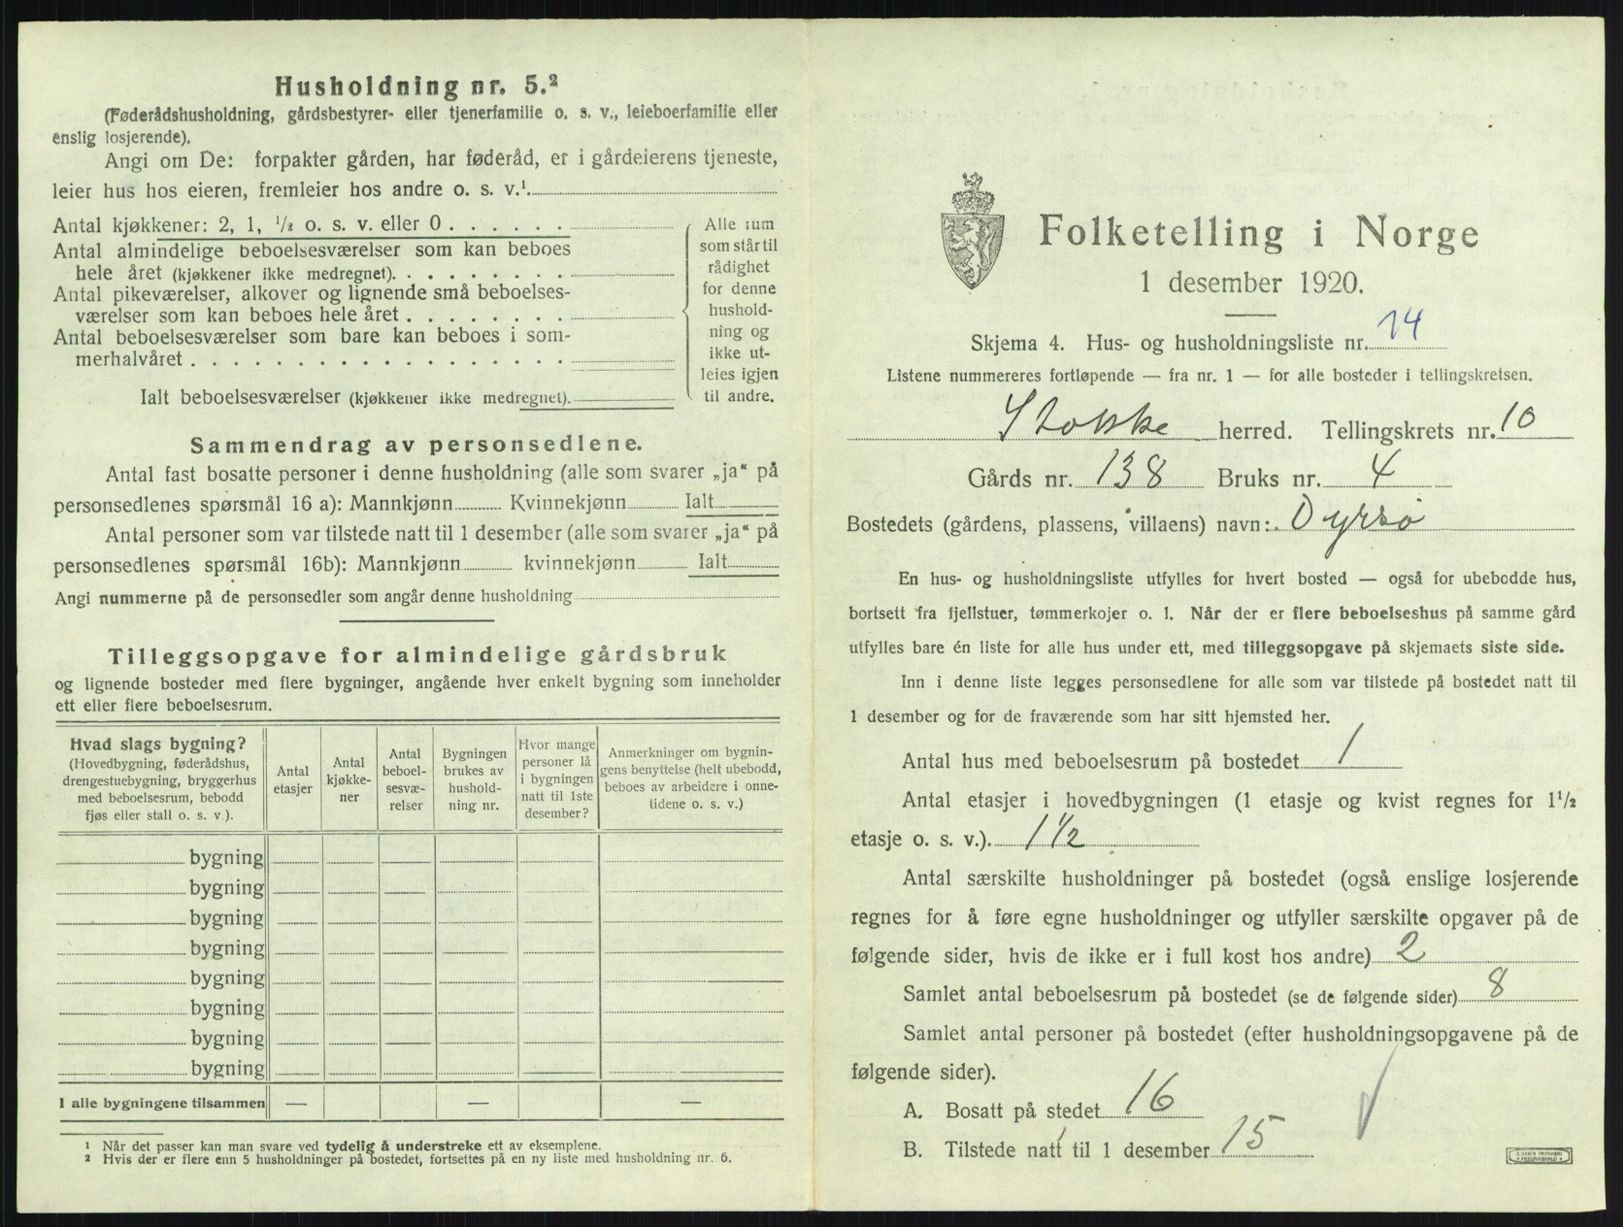 Husholdning nr. 5.²
(Føderådshusholdning, gårdsbestyrer- eller tjenerfamilie o. s. v., leieboerfamilie eller
enslig losjerende).
Angi om De: forpakter gården, har føderåd, er i gårdeierens tjeneste,
leier hus hos eieren, fremleier hos andre o. s. v.¹
Antal kjøkkener: 2, 1, ½ o. s. v. eller 0
Antal almindelige beboelsesværelser som kan beboes
hele året (kjøkkener ikke medregnet).
Antal pikeværelser, alkover og lignende små beboelses-
værelser som kan beboes hele året
Antal beboelsesværelser som bare kan beboes i som-
merhalvåret
Ialt beboelsesværelser (kjøkkener ikke medregnet).
Alle rum
som står til
rådighet
for denne
hushold-
ning og
ikke ut-
leies igjen
til andre.
Sammendrag av personsedlene.
Antal fast bosatte personer i denne husholdning (alle som svarer „ja“ på
personsedlenes spørsmål 16 a): Mannkjønn Kvinnekjønn Ialt
Antal personer som var tilstede natt til 1 desember (alle som svarer „ja“ på
personsedlenes spørsmål 16b): Mannkjønn kvinnekjønn Ialt
Angi nummerne på de personsedler som angår denne husholdning
Tilleggsopgave for almindelige gårdsbruk
og lignende bosteder med flere bygninger, angående hver enkelt bygning som inneholder
ett eller flere beboelsesrum.
Hvad slags bygning?
(Hovedbygning, føderådshus,
drengestuebygning, bryggerhus
med beboelsesrum, bebodd
fjøs eller stall o. s. v.).
Antal
etasjer
Antal
kjøkke-
ner
Antal
beboel-
sesvæ-
relser
Bygningen
brukes av
hushold-
ning nr.
Hvor mange
personer lå
i bygningen
natt til 1ste
desember?
Anmerkninger om bygnin-
gens benyttelse (helt ubebodd,
beboes av arbeidere i onne-
tidene o. s. v.)
bygning
bygning
bygning
bygning
bygning
bygning
bygning
bygning
I alle bygningene tilsammen — — —
¹ Når det passer kan man svare ved tydelig å understreke ett av eksemplene.
² Hvis der er flere enn 5 husholdninger på bostedet, fortsettes på en ny liste med husholdning nr. 6.
Folketelling i Norge
1 desember 1920.
Skjema 4. Hus- og husholdningsliste nr. 14
Listene nummereres fortløpende — fra nr. 1 — for alle bosteder i tellingskretsen.
Stokke herred. Tellingskrets nr. 10
Gårds nr. 138 Bruks nr. 4
Bostedets (gårdens, plassens, villaens) navn: Dyrsø
En hus- og husholdningsliste utfylles for hvert bosted — også for ubebodde hus,
bortsett fra fjellstuer, tømmerkojer o. l. Når der er flere beboelseshus på samme gård
utfylles bare én liste for alle hus under ett, med tilleggsopgave på skjemaets siste side.
Inn i denne liste legges personsedlene for alle som var tilstede på bostedet natt til
1 desember og for de fraværende som har sitt hjemsted her.
Antal hus med beboelsesrum på bostedet 1
Antal etasjer i hovedbygningen (1 etasje og kvist regnes for 1½
etasje o. s. v.). 1 ½
Antal særskilte husholdninger på bostedet (også enslige losjerende
regnes for å føre egne husholdninger og utfyller særskilte opgaver på de
følgende sider, hvis de ikke er i full kost hos andre) 2
Samlet antal beboelsesrum på bostedet (se de følgende sider) 8
Samlet antal personer på bostedet (efter husholdningsopgavene på de
følgende sider).
A. Bosatt på stedet 16
B. Tilstede natt til 1 desember 15